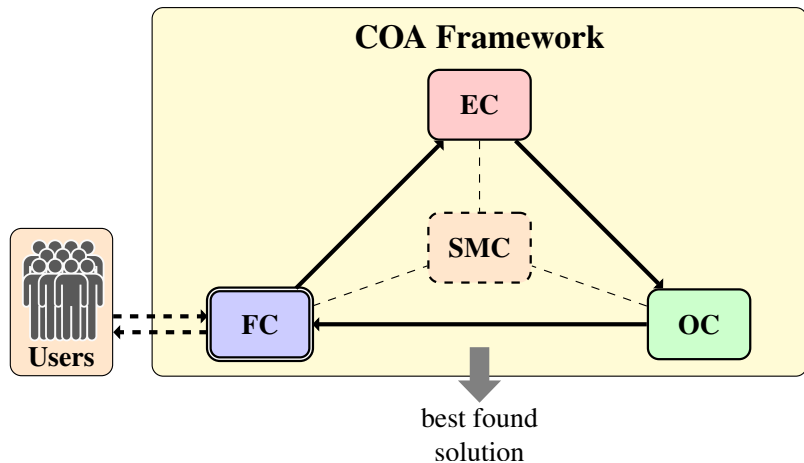 COA Framework
EC
SMC
FC
OC
Users
best found
solution